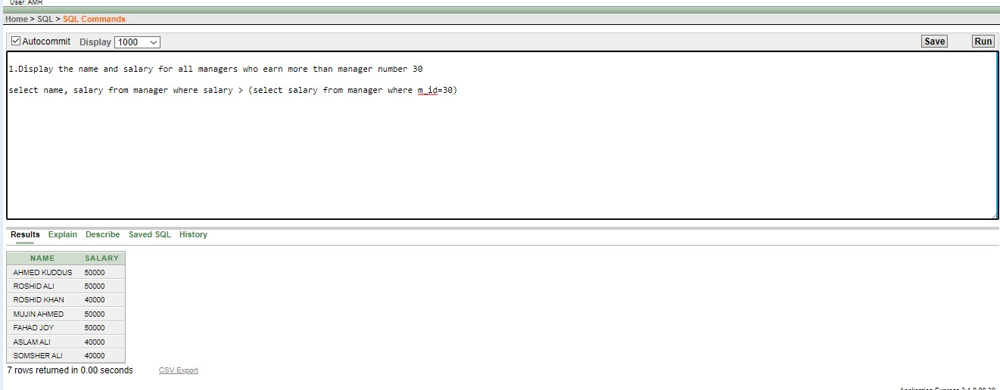 User: AMR
Home > SQL > SQL Commands
Autocommit Display 1000 Save Run
1.Display the name and salary for all managers who earn more than manager number 30
select name, salary from manager where salary > (select salary from manager where m_id=30)
Results Explain Describe Saved SQL History
NAME SALARY
AHMED KUDDUS 50000
ROSHID ALI 50000
ROSHID KHAN 40000
MUJIN AHMED 50000
FAHAD JOY 50000
ASLAM ALI 40000
SOMSHER ALI 40000
7 rows returned in 0.00 seconds CSV Export
Application Express